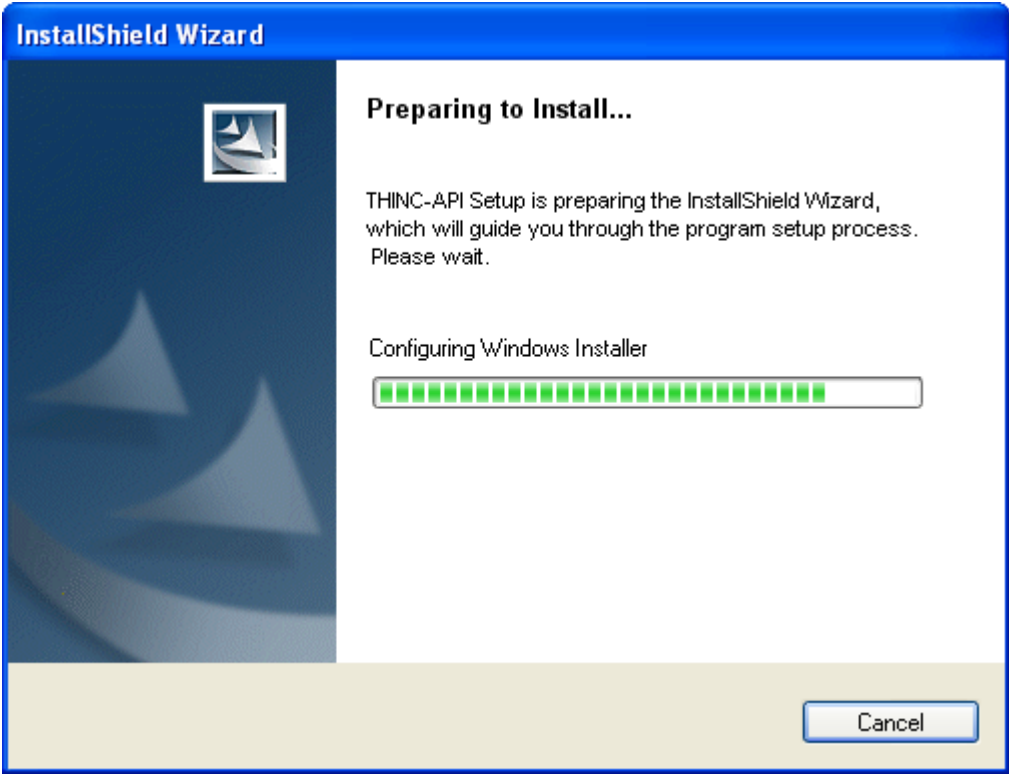 InstallShield Wizard
Preparing to Install...
THINC-API Setup is preparing the InstallShield Wizard,
which will guide you through the program setup process.
Please wait.
Configuring Windows Installer
Cancel